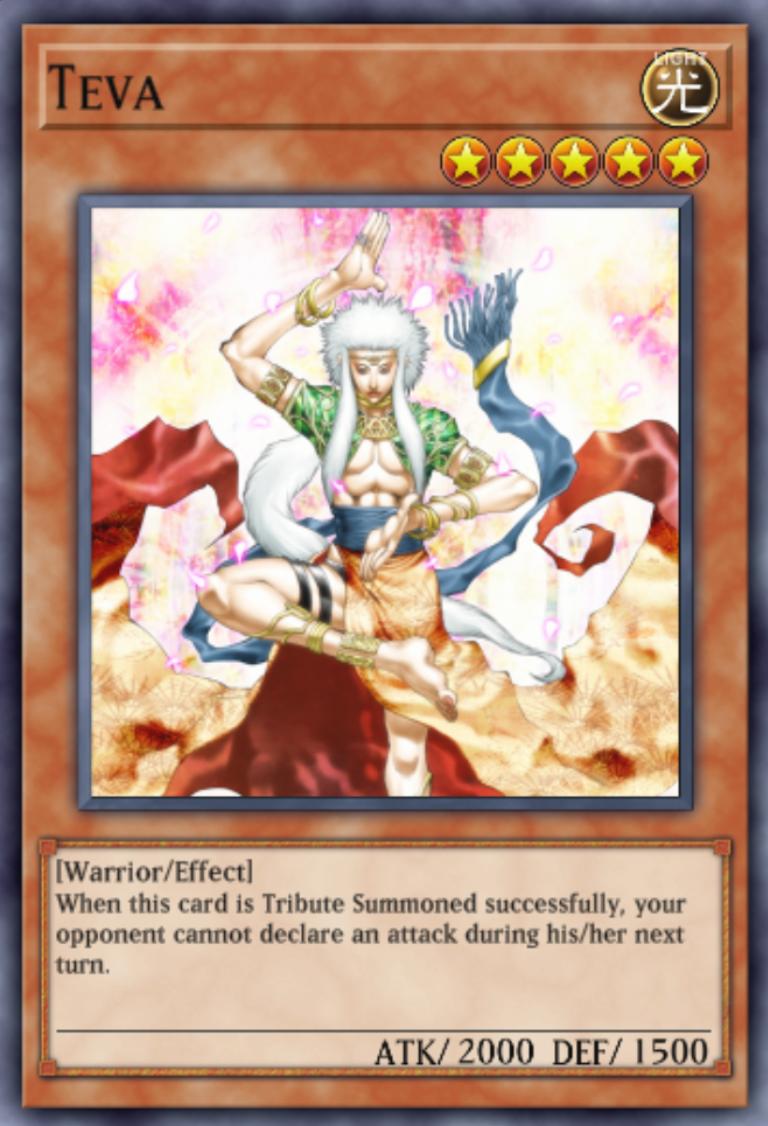 TEVA
LIGHT
光
[Warrior/Effect]
When this card is Tribute Summoned successfully, your
opponent cannot declare an attack during his/her next
turn.
ATK/ 2000 DEF/ 1500